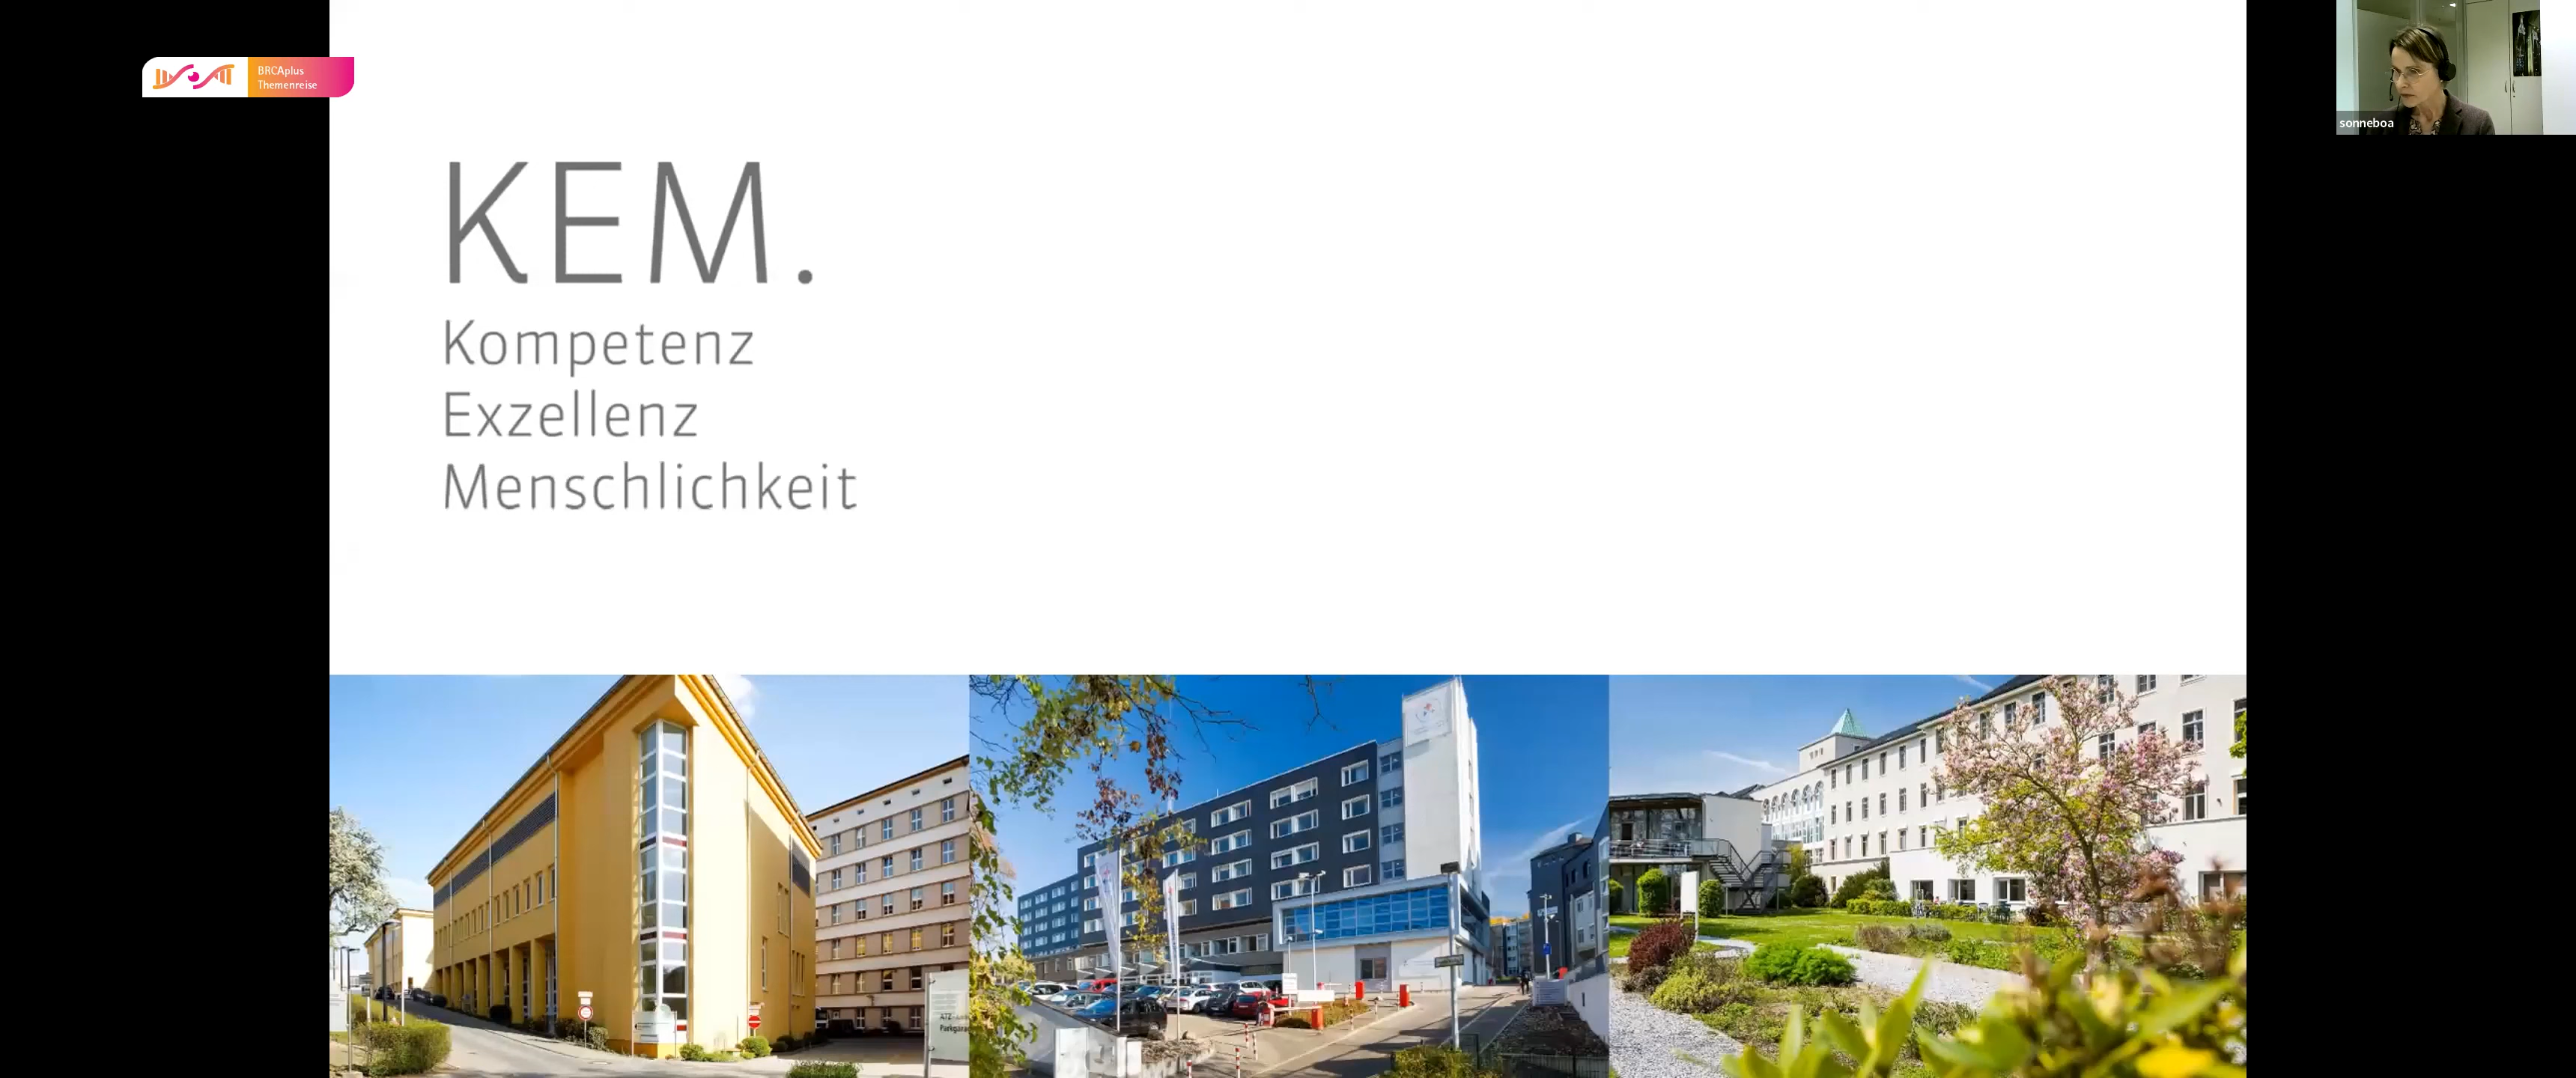 BRCAplus
Themenreise
sonneboa
KEM.
Kompetenz
Exzellenz
Menschlichkeit